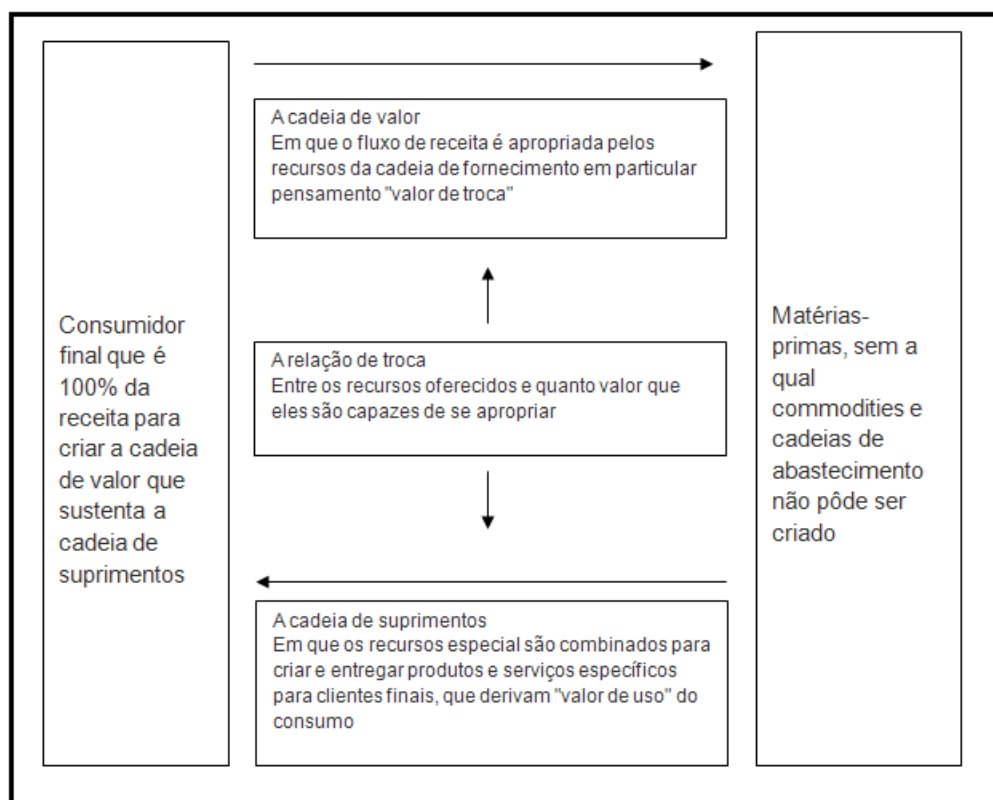 Consumidor
final que é
100% da
receita para
criar a cadeia
de valor que
sustenta a
cadeia de
suprimentos
A cadeia de valor
Em que o fluxo de receita é apropriada pelos
recursos da cadeia de fornecimento em particular
pensamento "valor de troca"
A relação de troca
Entre os recursos oferecidos e quanto valor que
eles são capazes de se apropriar
A cadeia de suprimentos
Em que os recursos especial são combinados para
criar e entregar produtos e serviços específicos
para clientes finais, que derivam "valor de uso" do
consumo
Matérias-
primas, sem a
qual
commodities e
cadeias de
abastecimento
não pôde ser
criado